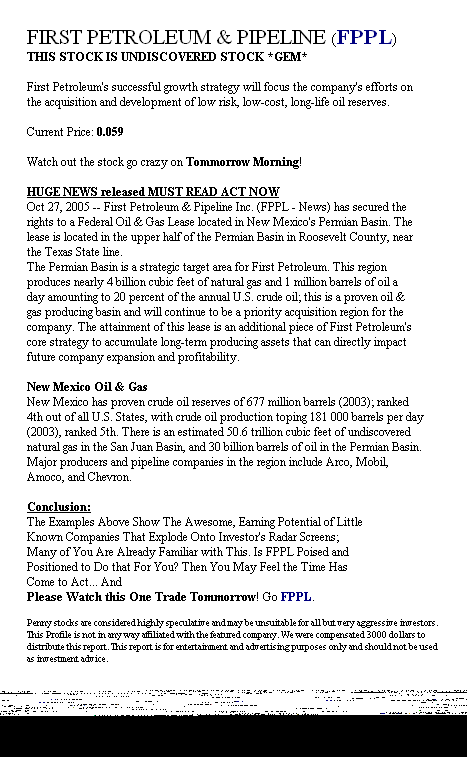 FIRST PETROLEUM & PIPELINE (FPPL)
THIS STOCK IS UNDISCOVERED STOCK *GEM*
First Petroleum's successful growth strategy will focus the company's efforts on
the acquisition and development of low risk, low-cost, long-life oil reserves.
Current Price: 0.059
Watch out the stock go crazy on Tommorrow Morning!
HUGE NEWS released MUST READ ACT NOW
Oct 27, 2005 -- First Petroleum & Pipeline Inc. (FPPL - News) has secured the
rights to a Federal Oil & Gas Lease located in New Mexico's Permian Basin. The
lease is located in the upper half of the Permian Basin in Roosevelt County, near
the Texas State line.
The Permian Basin is a strategic target area for First Petroleum. This region
produces nearly 4 billion cubic feet of natural gas and 1 million barrels of oil a
day amounting to 20 percent of the annual U.S. crude oil; this is a proven oil &
gas producing basin and will continue to be a priority acquisition region for the
company. The attainment of this lease is an additional piece of First Petroleum's
core strategy to accumulate long-term producing assets that can directly impact
future company expansion and profitability.
New Mexico Oil & Gas
New Mexico has proven crude oil reserves of 677 million barrels (2003); ranked
4th out of all U.S. States, with crude oil production toping 181 000 barrels per day
(2003), ranked 5th. There is an estimated 50.6 trillion cubic feet of undiscovered
natural gas in the San Juan Basin, and 30 billion barrels of oil in the Permian Basin.
Major producers and pipeline companies in the region include Arco, Mobil,
Amoco, and Chevron.
Conclusion:
The Examples Above Show The Awesome, Earning Potential of Little
Known Companies That Explode Onto Investor's Radar Screens;
Many of You Are Already Familiar with This. Is FPPL Poised and
Positioned to Do that For You? Then You May Feel the Time Has
Come to Act... And
Please Watch this One Trade Tommorrow! Go FPPL.
Penny stocks are considered highly speculative and may be unsuitable for all but very aggressive investors.
This Profile is not in any way affiliated with the featured company. We were compensated 3000 dollars to
distribute this report. This report is for entertainment and advertising purposes only and should not be used
as investment advice.